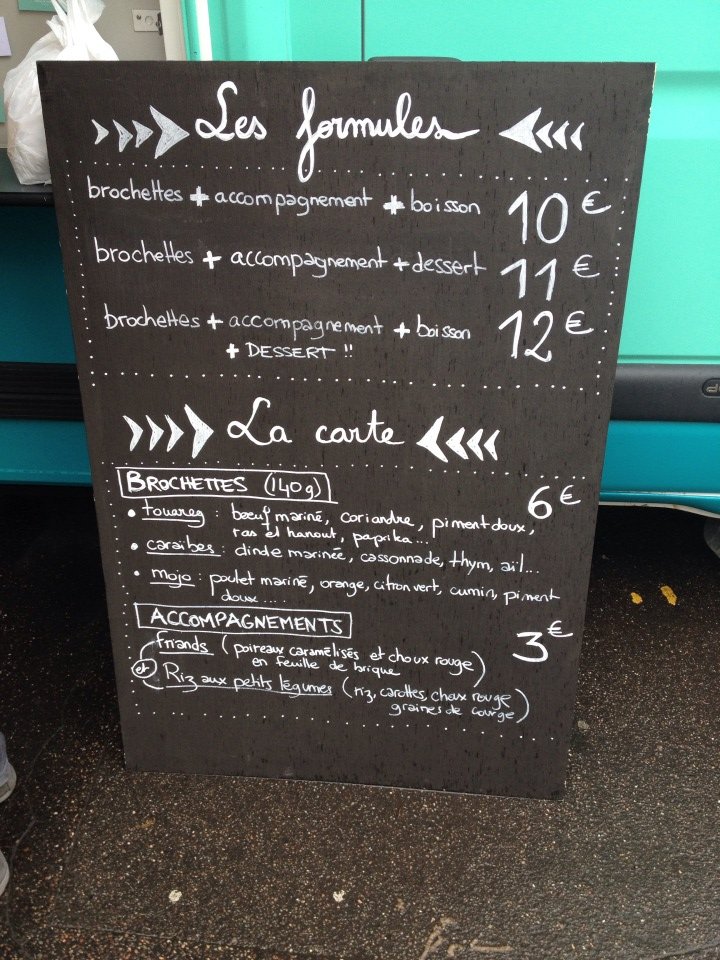 Les formules
brochettes + accompagnement + boisson 10€
brochettes + accompagnement + dessert 11€
brochettes + accompagnement + boisson 12€
+ DESSERT !!
La carte
BROCHETTES (140g) 6€
• touareg : bœuf mariné, coriandre, piment doux,
ras el hanout, paprika...
• caraïbes : dinde marinée, cassonnade, thym, ail...
• mojo : poulet mariné, orange, citron vert, cumin, piment
doux....
ACCOMPAGNEMENTS 3€
friands (poireaux caramélisés et choux rouge
en feuille de brique)
et
Riz aux petits légumes (riz, carottes, choux rouge
graines de courge)